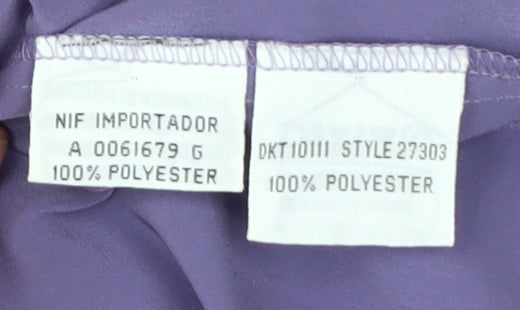 NIF IMPORTADOR
A 0061679 G
100% POLYESTER
DKT10111 STYLE 27303
100% POLYESTER